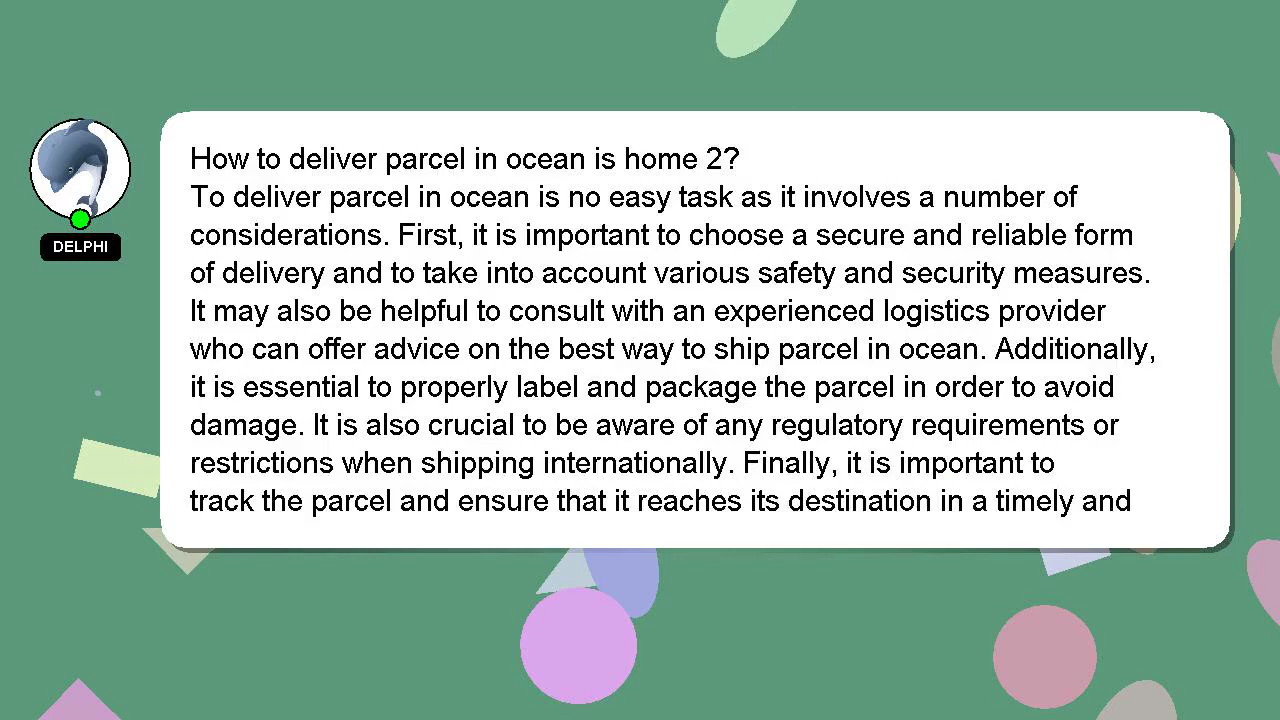 How to deliver parcel in ocean is home 2?
To deliver parcel in ocean is no easy task as it involves a number of
considerations. First, it is important to choose a secure and reliable form
of delivery and to take into account various safety and security measures.
It may also be helpful to consult with an experienced logistics provider
who can offer advice on the best way to ship parcel in ocean. Additionally,
it is essential to properly label and package the parcel in order to avoid
damage. It is also crucial to be aware of any regulatory requirements or
restrictions when shipping internationally. Finally, it is important to
track the parcel and ensure that it reaches its destination in a timely and
DELPHI